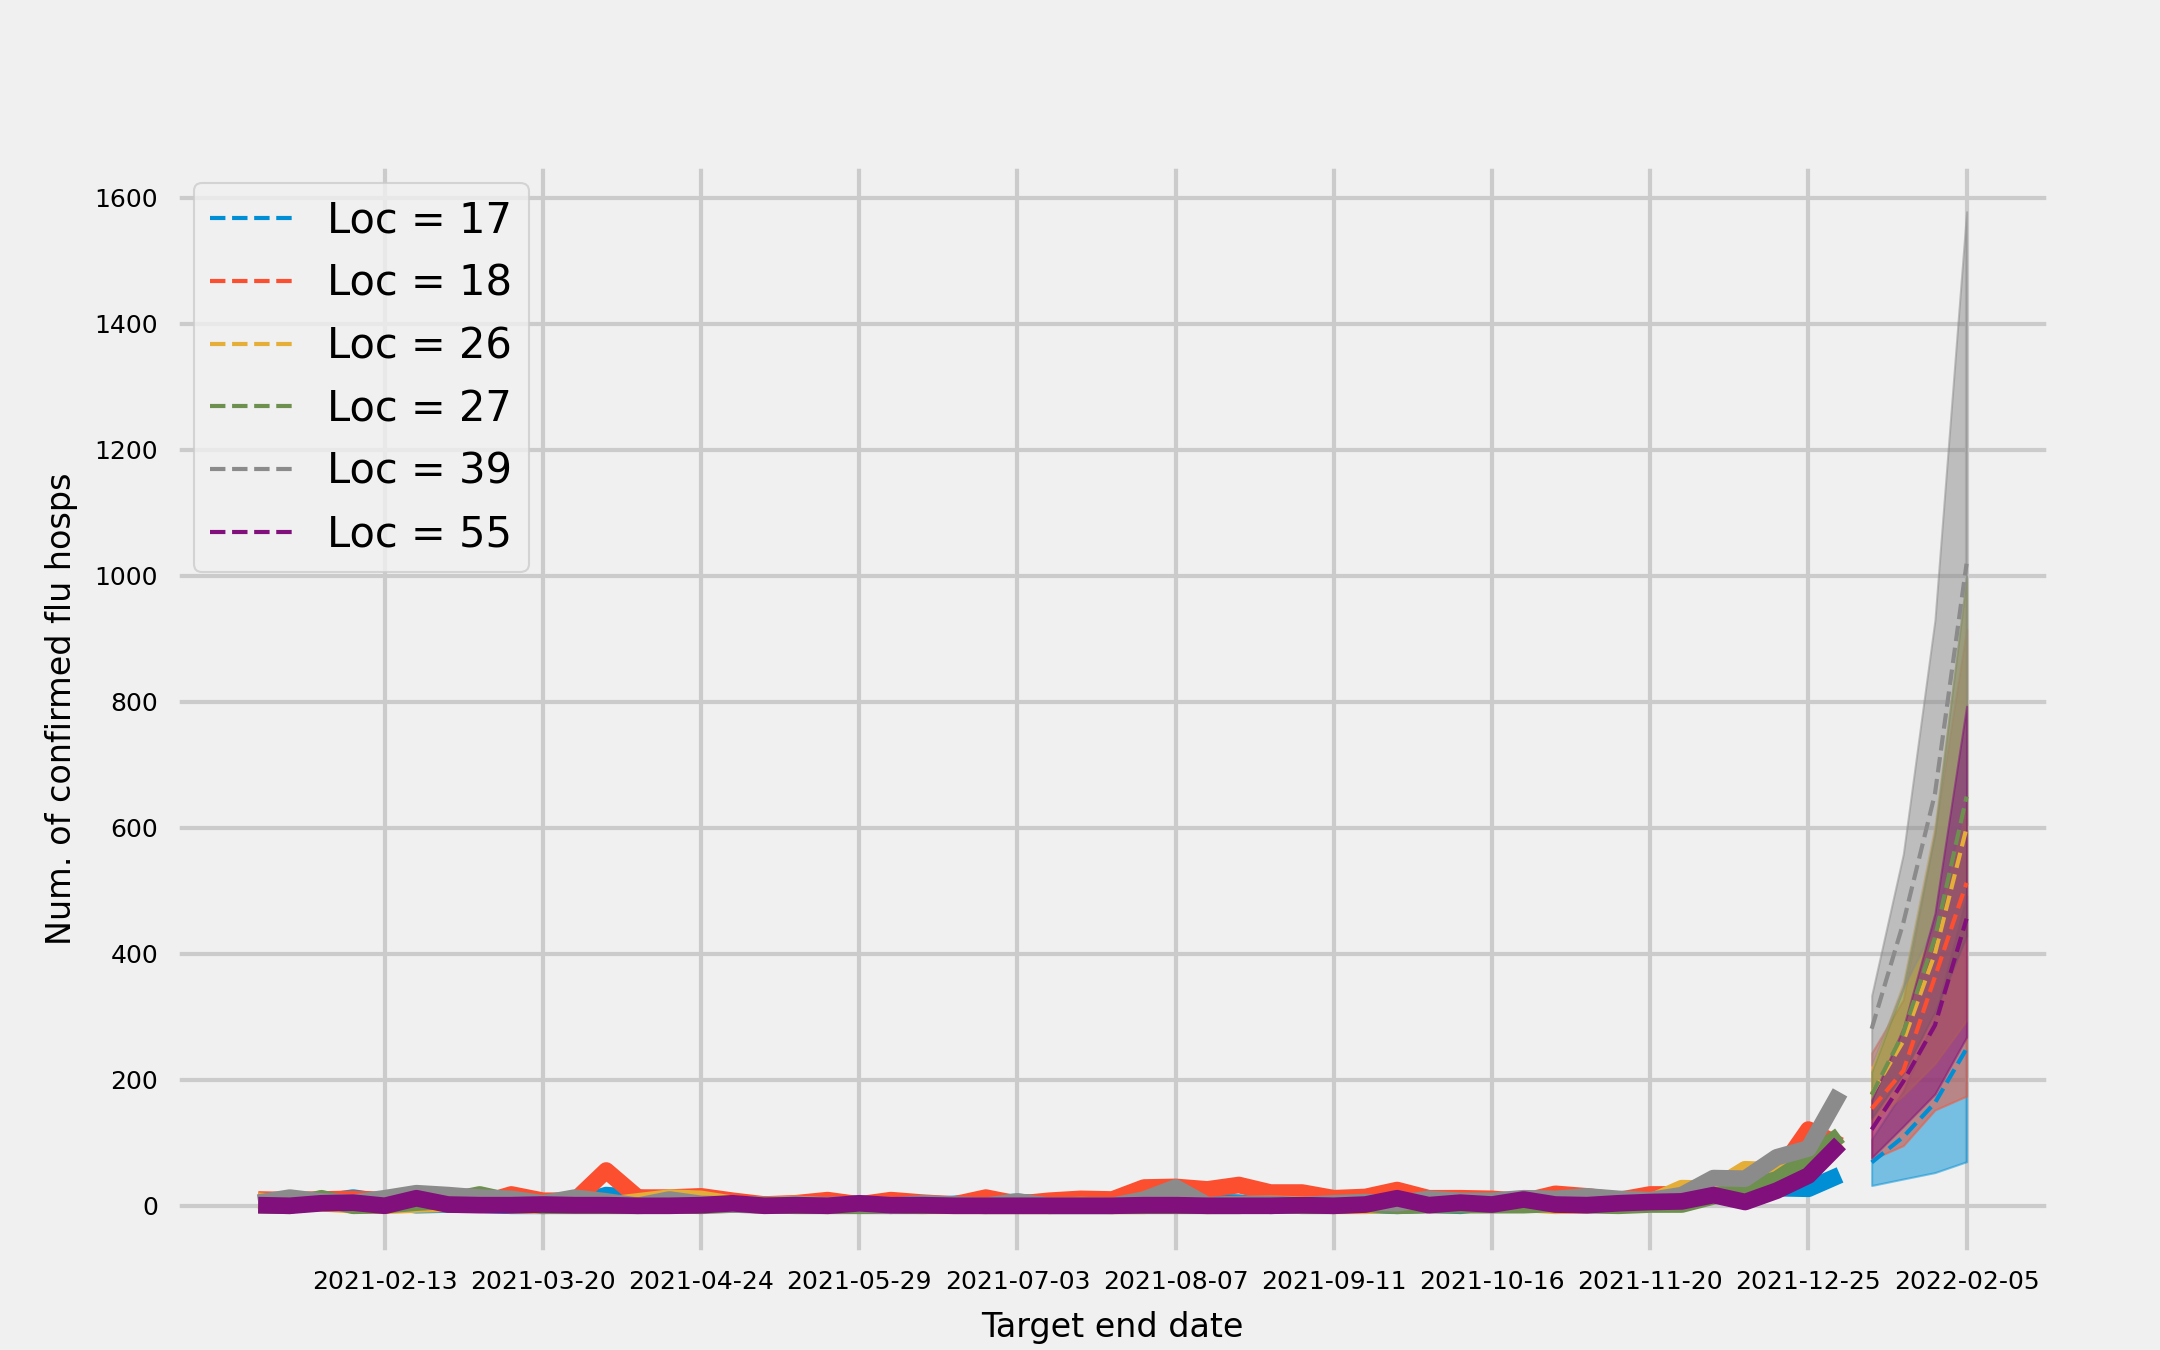 1600
1400
1200
1000
800
600
400
200
0
Num. of confirmed flu hosps
Loc = 17
Loc = 18
Loc = 26
Loc = 27
Loc = 39
Loc = 55
2021-02-13 2021-03-20 2021-04-24 2021-05-29 2021-07-03 2021-08-07 2021-09-11 2021-10-16 2021-11-20 2021-12-25 2022-02-05
Target end date